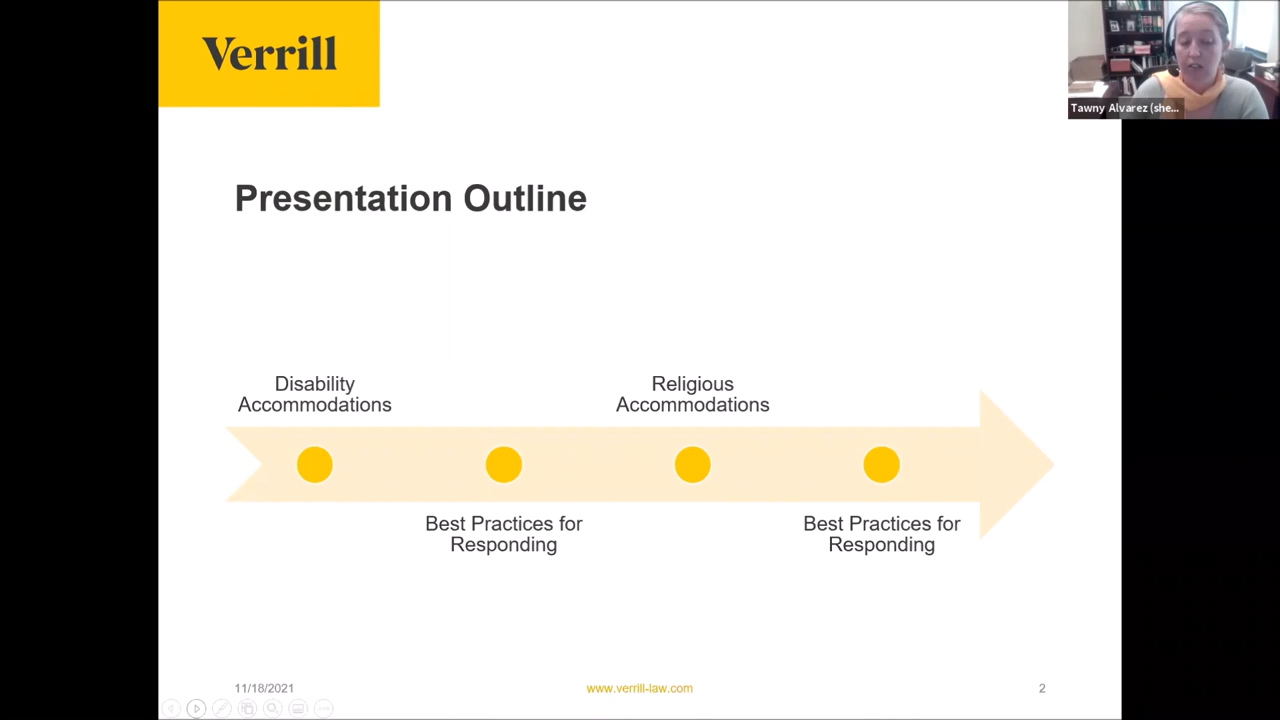 Verrill
Tawny Alvarez (she...
Presentation Outline
Disability
Accommodations
Religious
Accommodations
Best Practices for
Responding
Best Practices for
Responding
11/18/2021
www.verrill-law.com
2